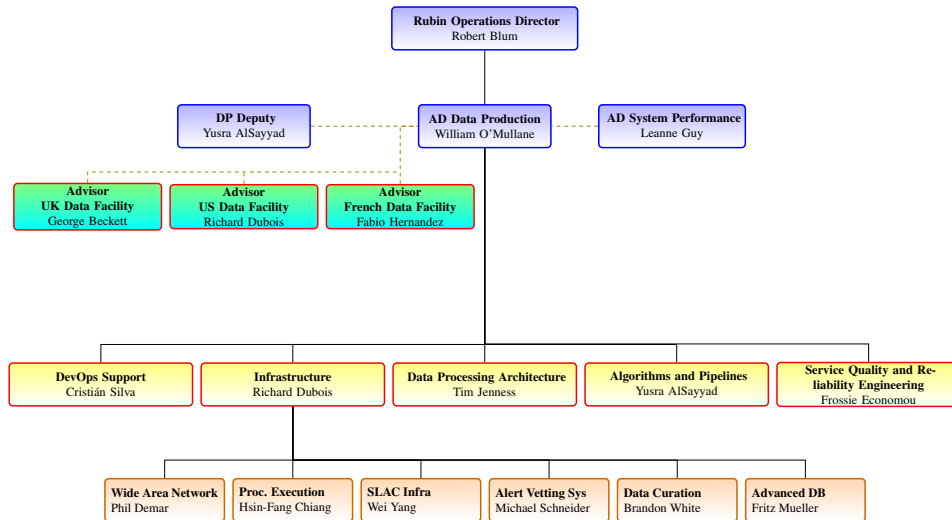 Rubin Operations Director
Robert Blum
DP Deputy
Yusra AlSayyad
AD Data Production
William O'Mullane
AD System Performance
Leanne Guy
Advisor
UK Data Facility
George Beckett
Advisor
US Data Facility
Richard Dubois
Advisor
French Data Facility
Fabio Hernandez
DevOps Support
Cristián Silva
Infrastructure
Richard Dubois
Data Processing Architecture
Tim Jenness
Algorithms and Pipelines
Yusra AlSayyad
Service Quality and Re-
liability Engineering
Frossie Economou
Wide Area Network
Phil Demar
Proc. Execution
Hsin-Fang Chiang
SLAC Infra
Wei Yang
Alert Vetting Sys
Michael Schneider
Data Curation
Brandon White
Advanced DB
Fritz Mueller